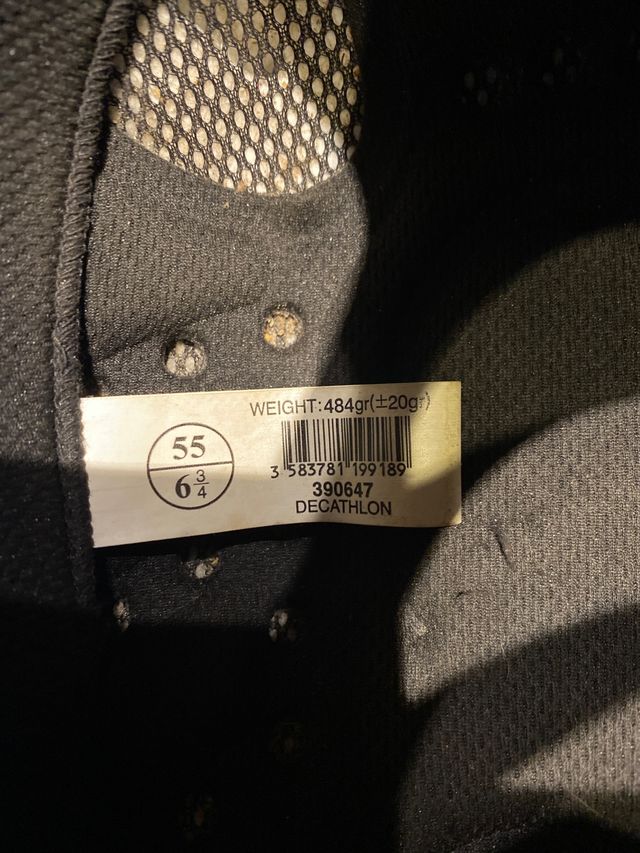 WEIGHT:484gr(±20gr)
55
6 3/4
3 583781 199189
390647
DECATHLON